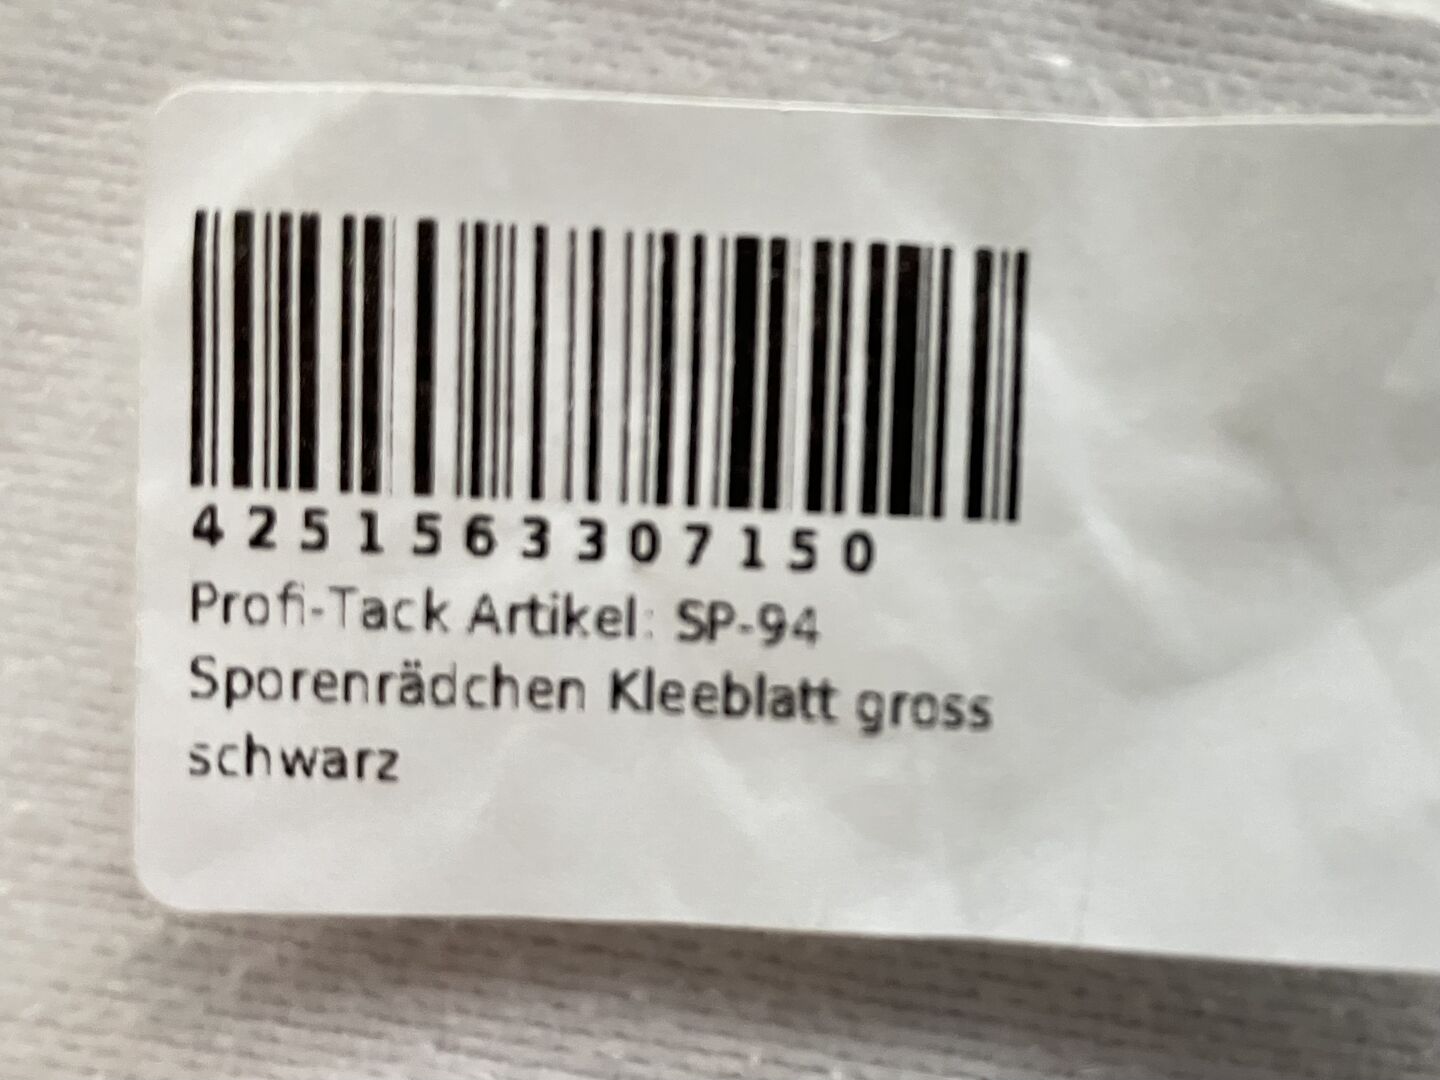 4251563307150
Profi-Tack Artikel: SP-94
Sporenrädchen Kleeblatt gross
schwarz